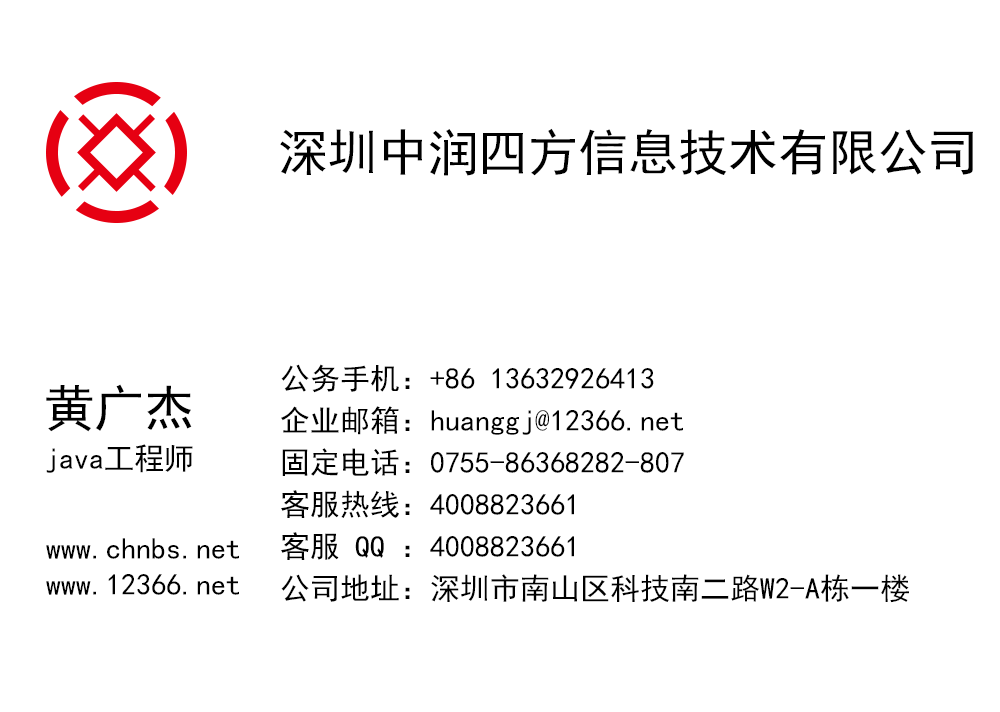 深圳中润四方信息技术有限公司
黄广杰
java工程师
www.chnbs.net
www.12366.net
公务手机：+86 13632926413
企业邮箱：huanggj@12366.net
固定电话：0755-86368282-807
客服热线：4008823661
客服 QQ ：4008823661
公司地址：深圳市南山区科技南二路W2-A栋一楼